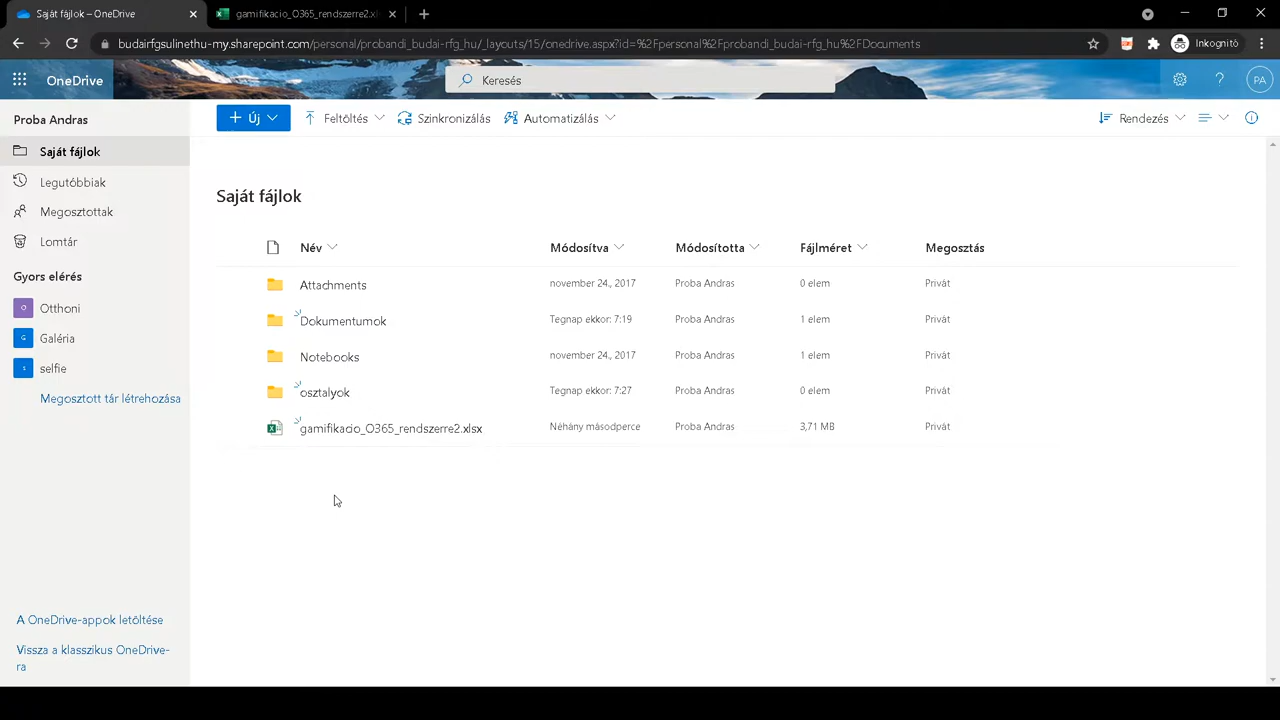 Saját fájlok – OneDrive
gamifikacio_O365_rendszerre2.xl
budairfgsulinethu-my.sharepoint.com/personal/probandi_budai-rfg_hu/_layouts/15/onedrive.aspx?id=%2Fpersonal%2Fprobandi_budai-rfg_hu%2FDocuments
Inkognitó
OneDrive
Keresés
PA
Proba Andras
Új
Feltöltés
Szinkronizálás
Automatizálás
Rendezés
Saját fájlok
Legutóbbiak
Megosztottak
Lomtár
Gyors elérés
O Otthoni
G Galéria
s selfie
Megosztott tár létrehozása
A OneDrive-appok letöltése
Vissza a klasszikus OneDrive-
ra
Saját fájlok
Név Módosítva Módosította Fájlméret Megosztás
Attachments november 24., 2017 Proba Andras 0 elem Privát
Dokumentumok Tegnap ekkor: 7:19 Proba Andras 1 elem Privát
Notebooks november 24., 2017 Proba Andras 1 elem Privát
osztalyok Tegnap ekkor: 7:27 Proba Andras 0 elem Privát
gamifikacio_O365_rendszerre2.xlsx Néhány másodperce Proba Andras 3,71 MB Privát